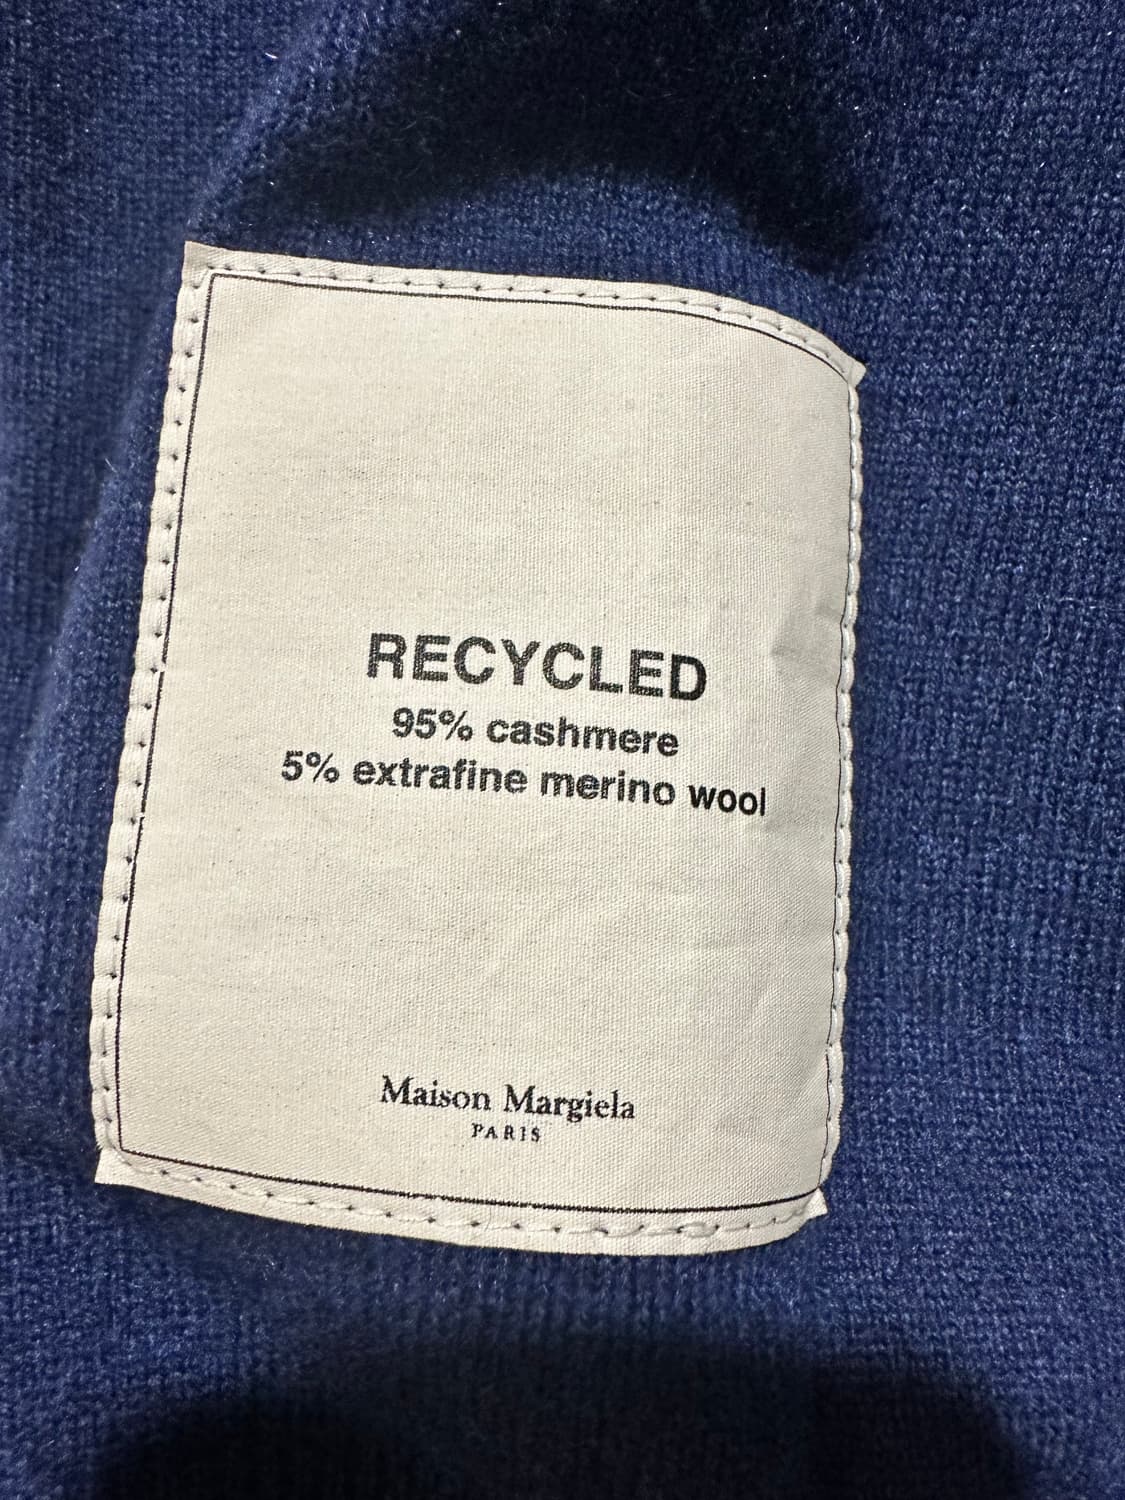 RECYCLED
95% cashmere
5% extrafine merino wool
Maison Margiela
PARIS